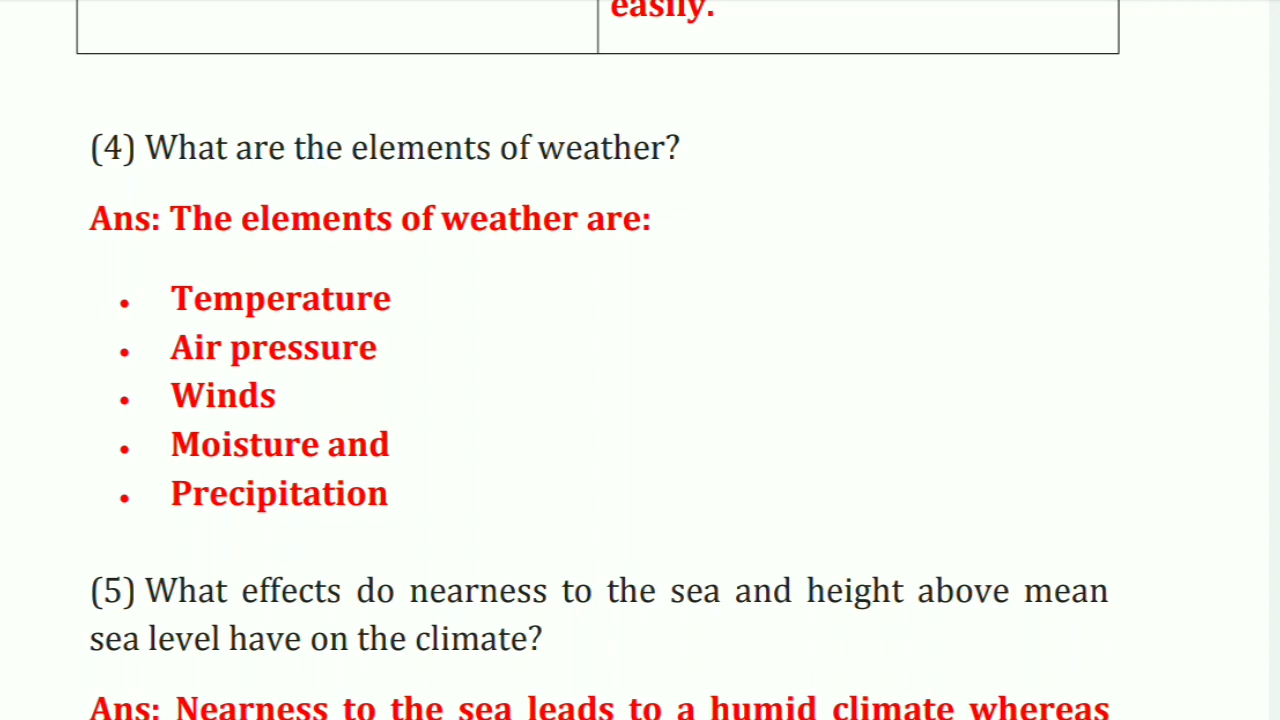 easily.
(4) What are the elements of weather?
Ans: The elements of weather are:
• Temperature
• Air pressure
• Winds
• Moisture and
• Precipitation
(5) What effects do nearness to the sea and height above mean
sea level have on the climate?
Ans: Nearness to the sea leads to a humid climate whereas